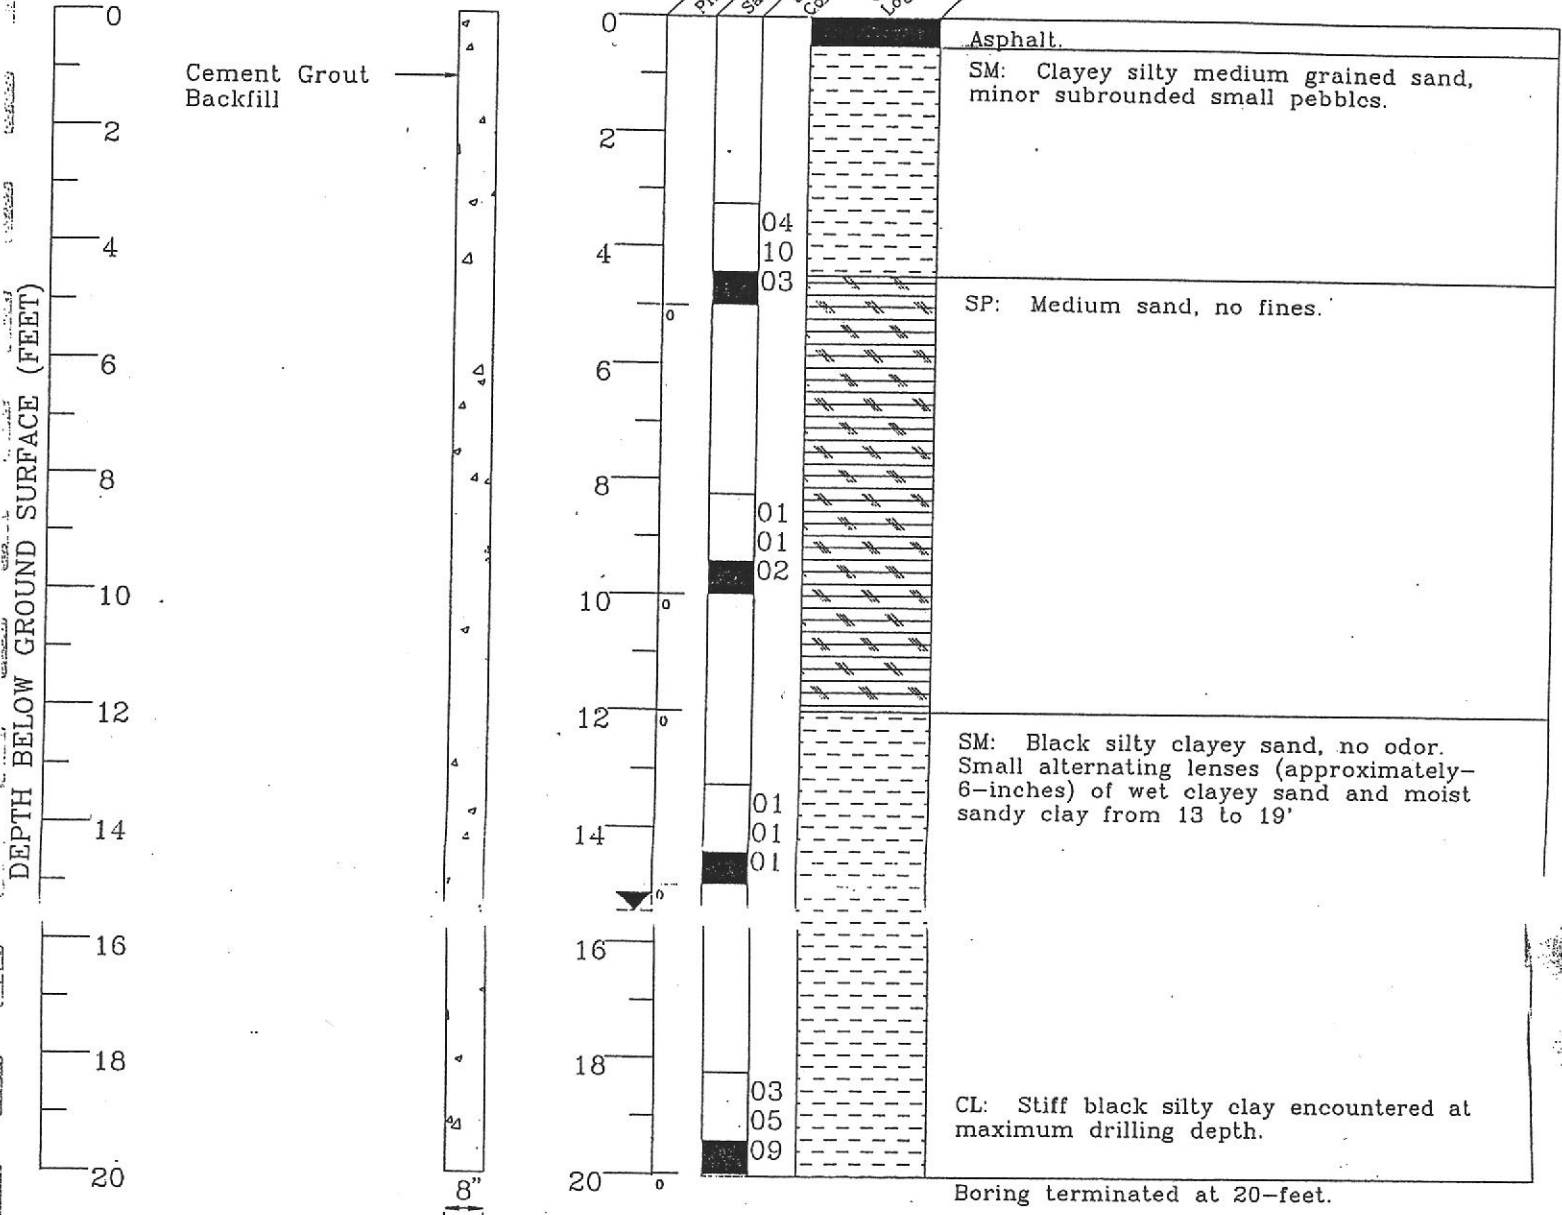 0
2
4
6
8
10
12
14
16
18
20
DEPTH BELOW GROUND SURFACE (FEET)
Cement Grout
Backfill
8"
0
2
4
6
8
10
12
14
16
18
20
0
0
0
0
0
04
10
03
01
01
02
01
01
01
03
05
09
Asphalt.
SM: Clayey silty medium grained sand,
minor subrounded small pebbles.
SP: Medium sand, no fines.
SM: Black silty clayey sand, no odor.
Small alternating lenses (approximately-
6-inches) of wet clayey sand and moist
sandy clay from 13 to 19'
CL: Stiff black silty clay encountered at
maximum drilling depth.
Boring terminated at 20-feet.